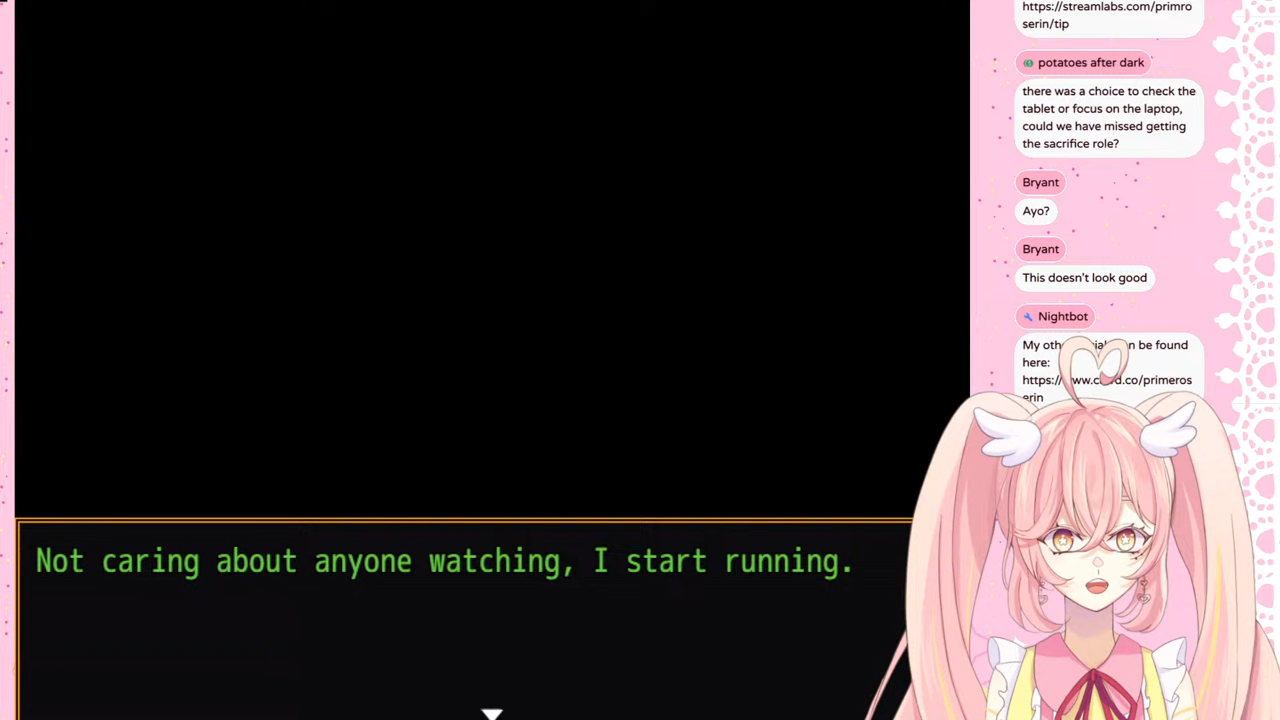 https://streamlabs.com/primro
serin/tip
potatoes after dark
there was a choice to check the
tablet or focus on the laptop,
could we have missed getting
the sacrifice role?
Bryant
Ayo?
Bryant
This doesn't look good
Nightbot
My be found
here:
erin
Not caring about anyone watching, I start running.